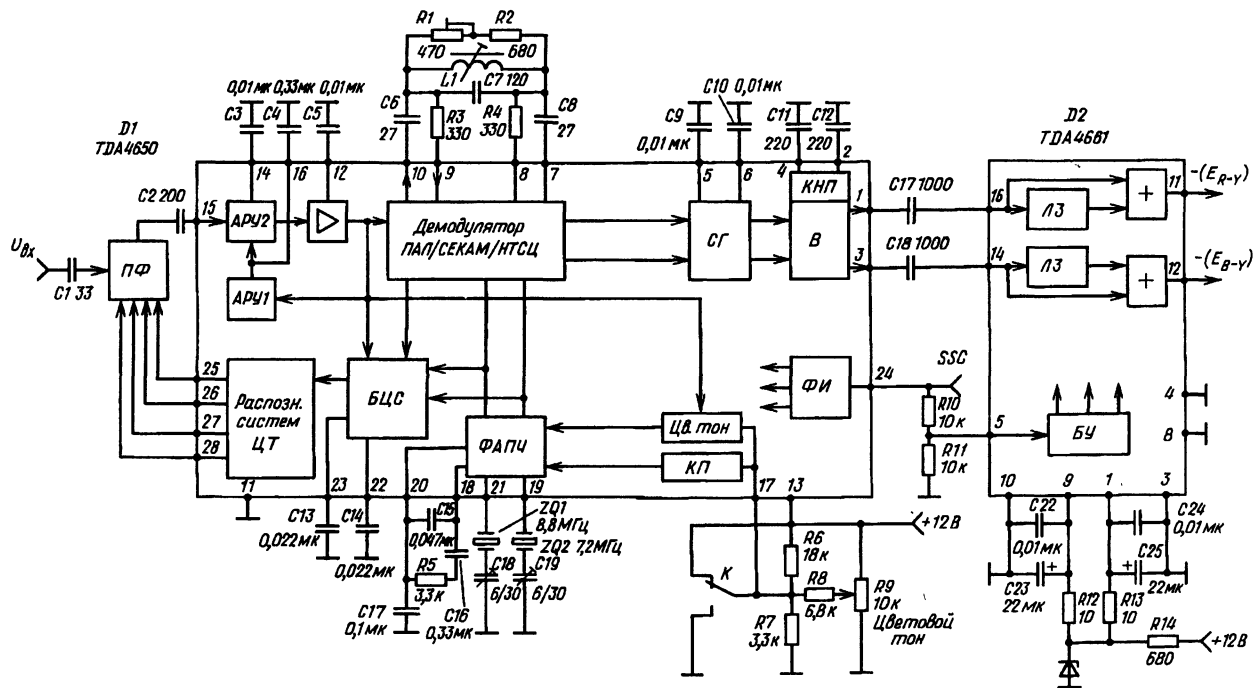 R1
R2
470
680
L1
C7 120
0,01мк
0,33мк
0,01мк
C3
C4
C5
C6
27
R3
330
R4
330
C8
27
C9
0,01мк
C10 0,01мк
C11
220
C12
220
D1
TDA4650
D2
TDA4661
14
16
12
10
9
8
7
5
6
4
2
C2 200
15
АРУ2
Демодулятор
ПАЛ/СЕКАМ/НТСЦ
СГ
КНП
В
1
C17 1000
3
C18 1000
16
ЛЗ
+
11
-(E R-Y)
14
ЛЗ
+
12
-(E B-Y)
Uвх
C1 33
ПФ
АРУ1
25
26
27
28
Распозн.
систем
ЦТ
БЦС
ФАПЧ
Цв. тон
КП
ФИ
24
SSC
R10
10к
R11
10к
5
БУ
4
8
11
23
22
20
18
21
19
17
13
10
9
1
3
C13
0,022мк
C14
0,022мк
C15
0,047мк
R5
3,3к
C16
0,33мк
C17
0,1мк
ZQ1
8,8МГц
ZQ2 7,2МГц
C18
6/30
C19
6/30
К
R6
18к
R8
6,8к
R7
3,3к
R9
10к
Цветовой
тон
+12В
C22
0,01мк
C23
22мк
+
C24
0,01мк
C25
22мк
+
R12
10
R13
10
R14
680
+12В